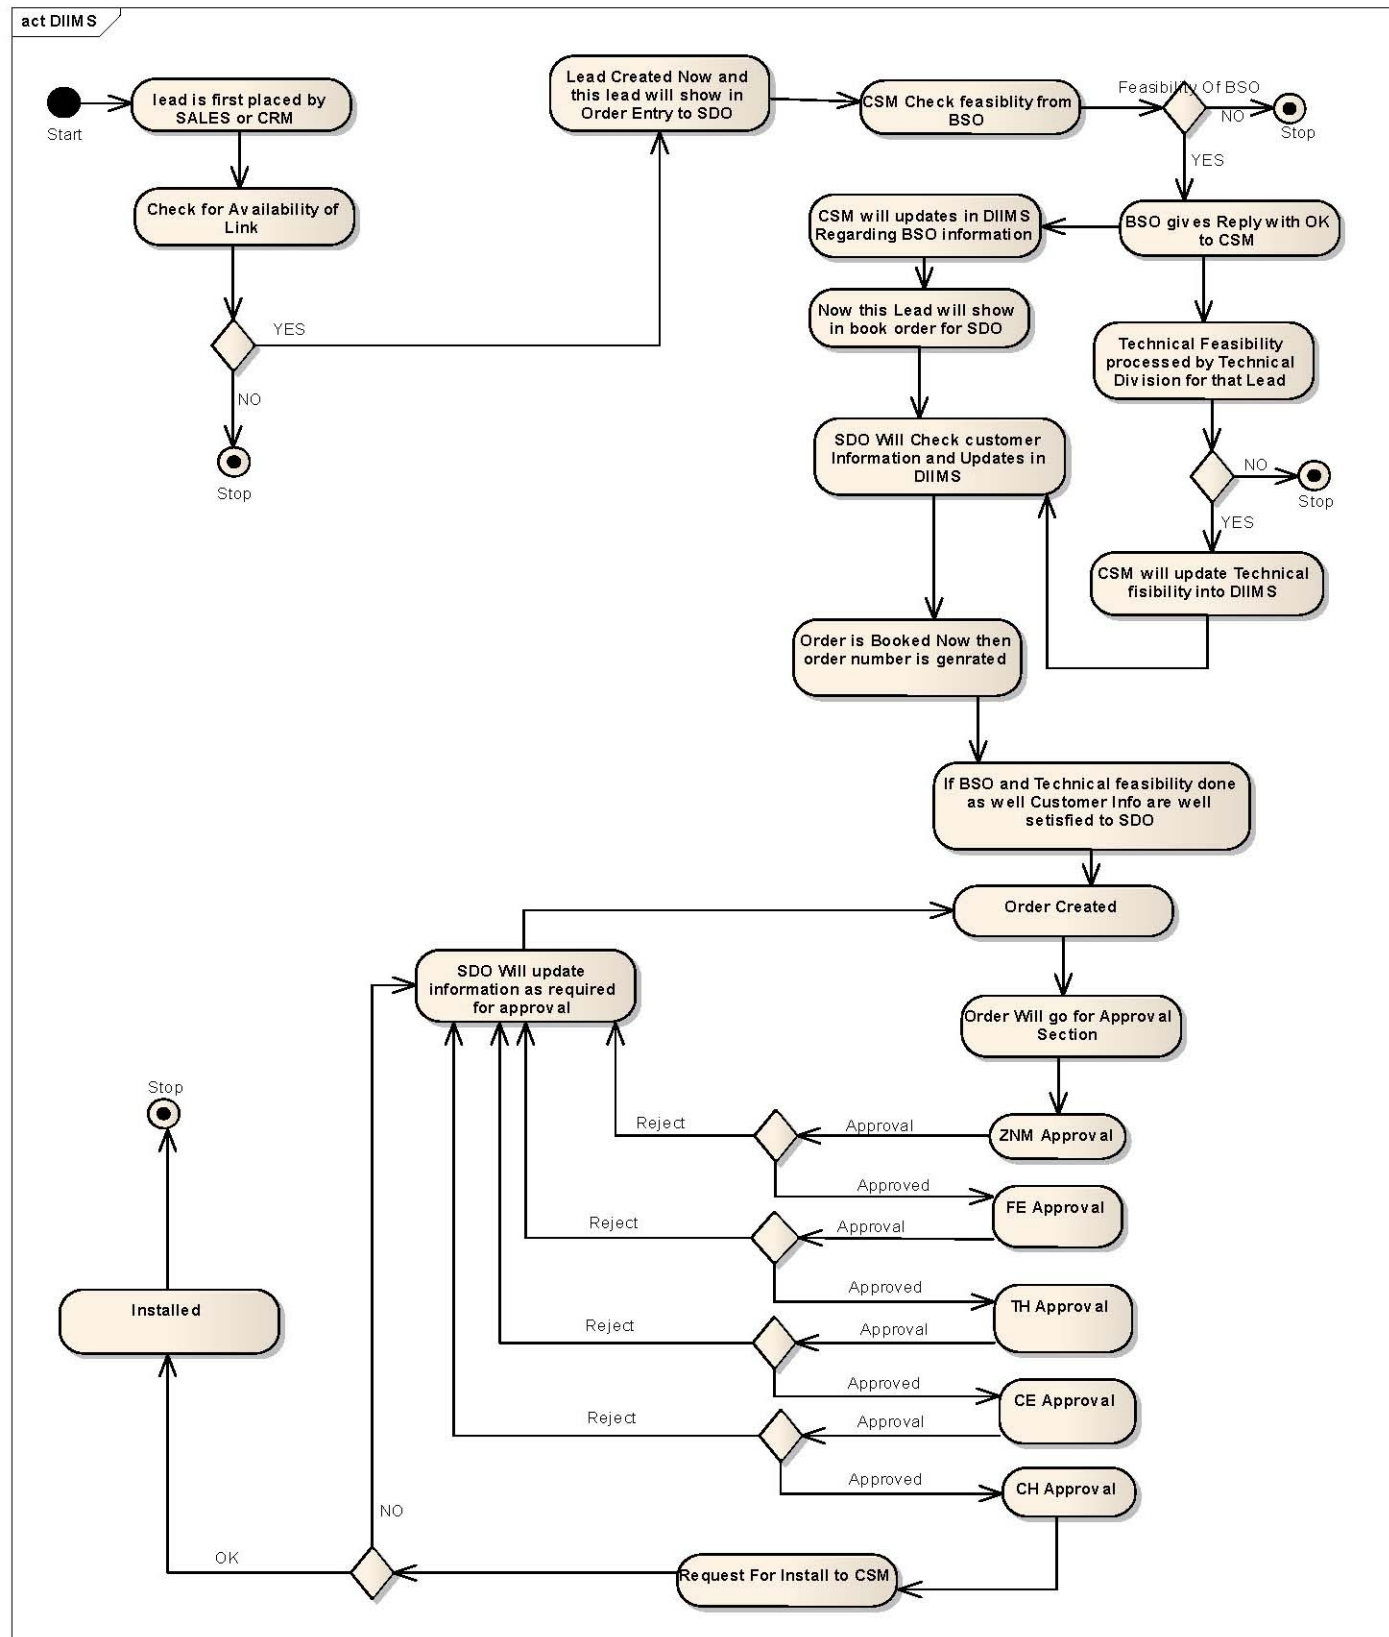 act DIIMS
Start
lead is first placed by
SALES or CRM
Check for Availability of
Link
YES
NO
Stop
Lead Created Now and
this lead will show in
Order Entry to SDO
CSM Check feasiblity from
BSO
Feasibility Of BSO
NO
Stop
YES
BSO gives Reply with OK
to CSM
CSM will updates in DIIMS
Regarding BSO information
Now this Lead will show
in book order for SDO
Technical Feasibility
processed by Technical
Division for that Lead
NO
Stop
YES
CSM will update Technical
fisibility into DIIMS
SDO Will Check customer
Information and Updates in
DIIMS
Order is Booked Now then
order number is genrated
If BSO and Technical feasibility done
as well Customer Info are well
setisfied to SDO
Order Created
SDO Will update
information as required
for approval
Order Will go for Approval
Section
ZNM Approval
Approval
Reject
Approved
FE Approval
Approval
Reject
Approved
TH Approval
Approval
Reject
Approved
CE Approval
Approval
Reject
Approved
CH Approval
Request For Install to CSM
NO
OK
Installed
Stop